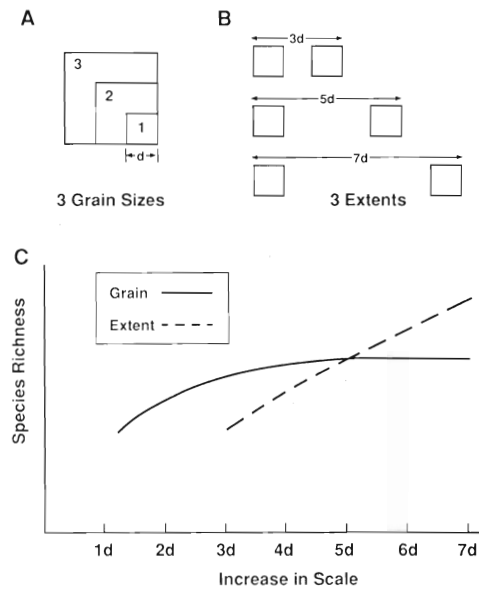 A
3
2
1
d
3 Grain Sizes
B
3d
5d
7d
3 Extents
C
Grain
Extent
Species Richness
1d 2d 3d 4d 5d 6d 7d
Increase in Scale